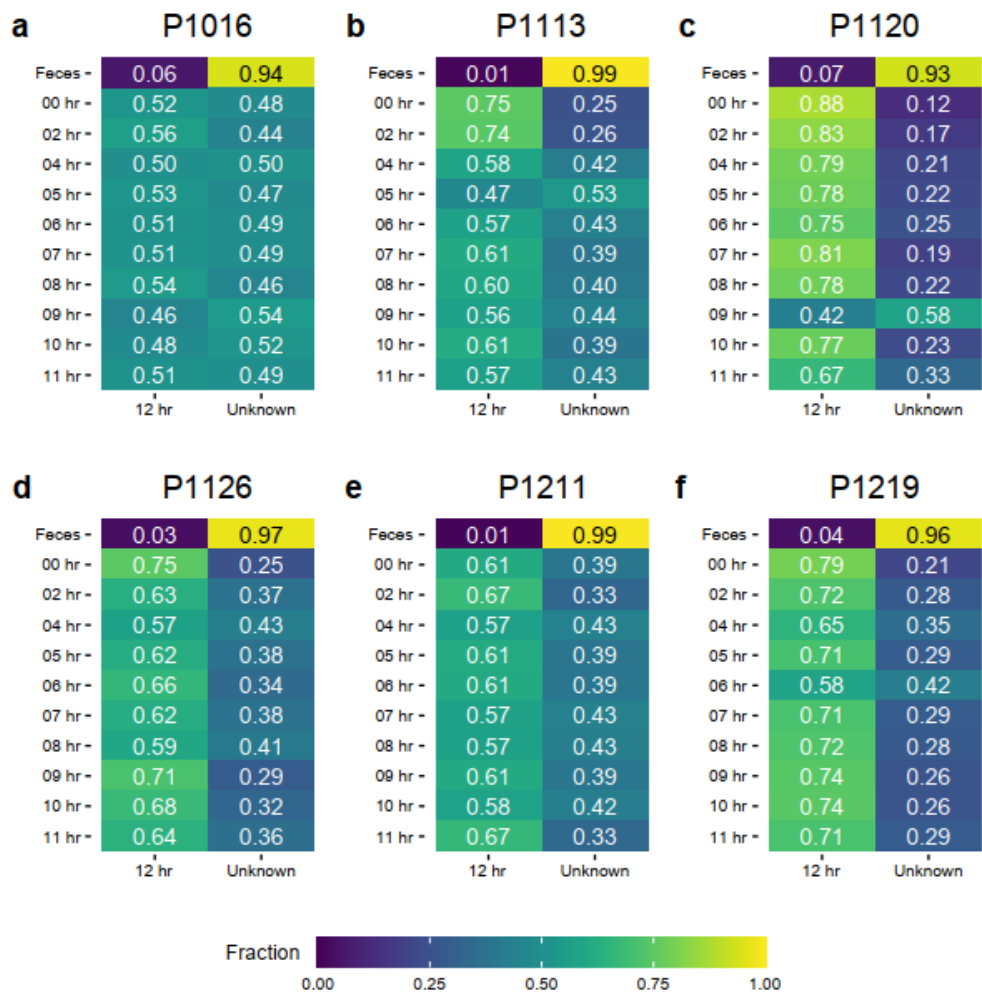 a P1016 b P1113 c P1120
Feces 0.06 0.94 Feces 0.01 0.99 Feces 0.07 0.93
00 hr 0.52 0.48 00 hr 0.75 0.25 00 hr 0.88 0.12
02 hr 0.56 0.44 02 hr 0.74 0.26 02 hr 0.83 0.17
04 hr 0.50 0.50 04 hr 0.58 0.42 04 hr 0.79 0.21
05 hr 0.53 0.47 05 hr 0.47 0.53 05 hr 0.78 0.22
06 hr 0.51 0.49 06 hr 0.57 0.43 06 hr 0.75 0.25
07 hr 0.51 0.49 07 hr 0.61 0.39 07 hr 0.81 0.19
08 hr 0.54 0.46 08 hr 0.60 0.40 08 hr 0.78 0.22
09 hr 0.46 0.54 09 hr 0.56 0.44 09 hr 0.42 0.58
10 hr 0.48 0.52 10 hr 0.61 0.39 10 hr 0.77 0.23
11 hr 0.51 0.49 11 hr 0.57 0.43 11 hr 0.67 0.33
12 hr Unknown 12 hr Unknown 12 hr Unknown
d P1126 e P1211 f P1219
Feces 0.03 0.97 Feces 0.01 0.99 Feces 0.04 0.96
00 hr 0.75 0.25 00 hr 0.61 0.39 00 hr 0.79 0.21
02 hr 0.63 0.37 02 hr 0.67 0.33 02 hr 0.72 0.28
04 hr 0.57 0.43 04 hr 0.57 0.43 04 hr 0.65 0.35
05 hr 0.62 0.38 05 hr 0.61 0.39 05 hr 0.71 0.29
06 hr 0.66 0.34 06 hr 0.61 0.39 06 hr 0.58 0.42
07 hr 0.62 0.38 07 hr 0.57 0.43 07 hr 0.71 0.29
08 hr 0.59 0.41 08 hr 0.57 0.43 08 hr 0.72 0.28
09 hr 0.71 0.29 09 hr 0.61 0.39 09 hr 0.74 0.26
10 hr 0.68 0.32 10 hr 0.58 0.42 10 hr 0.74 0.26
11 hr 0.64 0.36 11 hr 0.67 0.33 11 hr 0.71 0.29
12 hr Unknown 12 hr Unknown 12 hr Unknown
Fraction
0.00 0.25 0.50 0.75 1.00